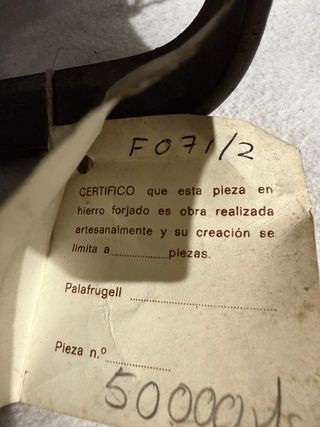 F071/2
CERTIFICO que esta pieza en
hierro forjado es obra realizada
artesanalmente y su creación se
limita a..................piezas.
Palafrugell ..............................
Pieza n.º ..................
50000